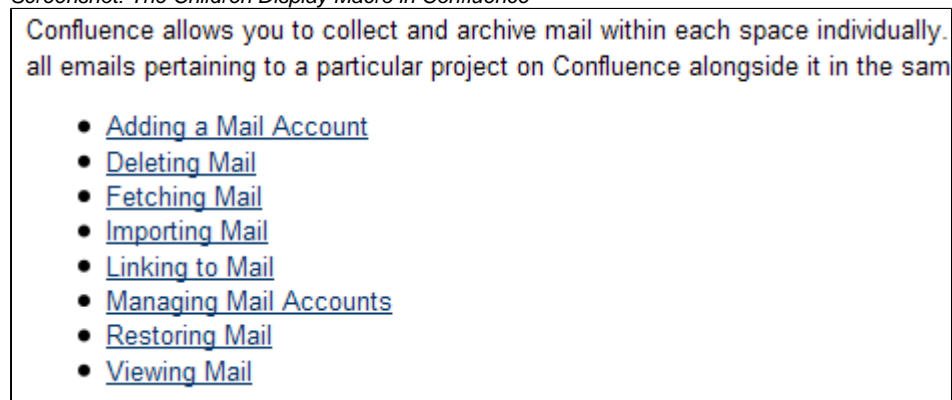 Screenshot: The Children Display Macro in Confluence
Confluence allows you to collect and archive mail within each space individually.
all emails pertaining to a particular project on Confluence alongside it in the sam
• Adding a Mail Account
• Deleting Mail
• Fetching Mail
• Importing Mail
• Linking to Mail
• Managing Mail Accounts
• Restoring Mail
• Viewing Mail